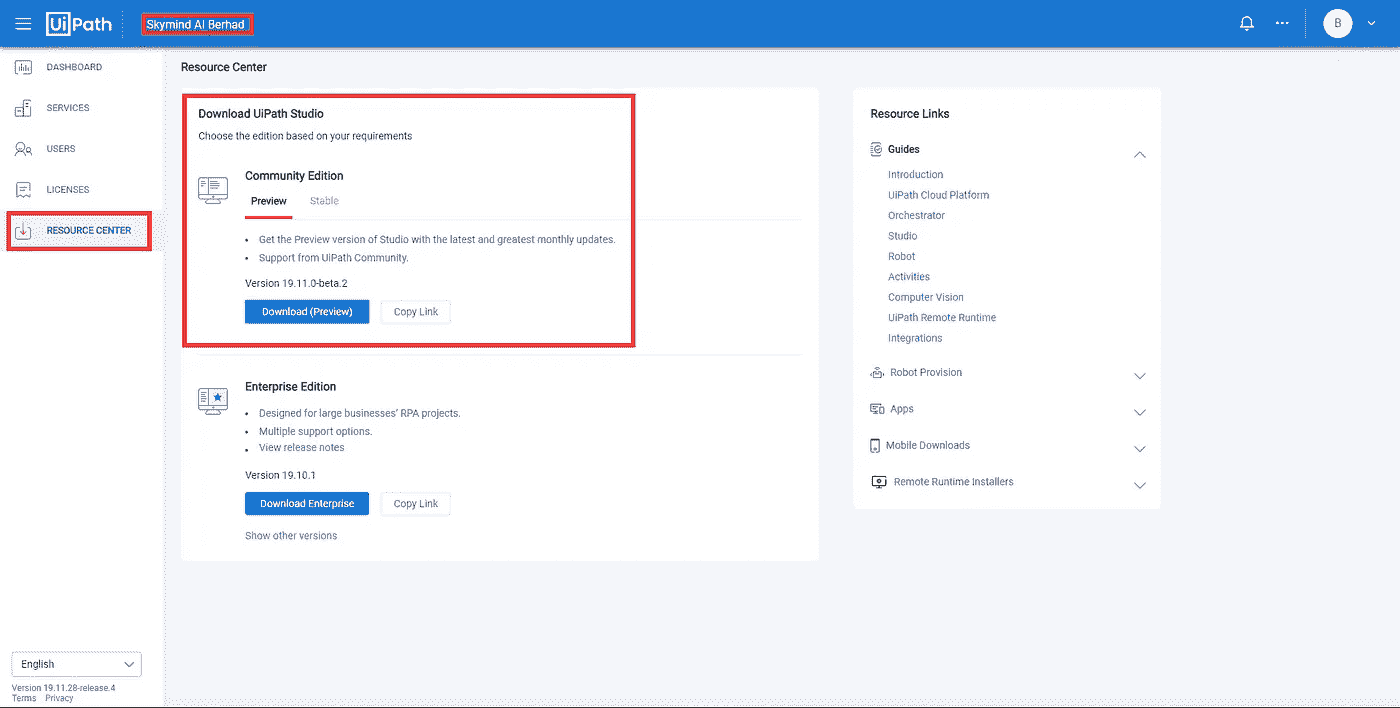 UiPath
Skymind AI Berhad
B
DASHBOARD
SERVICES
USERS
LICENSES
RESOURCE CENTER
English
Version 19.11.28-release.4
Terms Privacy
Resource Center
Download UiPath Studio
Choose the edition based on your requirements
Community Edition
Preview Stable
• Get the Preview version of Studio with the latest and greatest monthly updates.
• Support from UiPath Community.
Version 19.11.0-beta.2
Download (Preview) Copy Link
Enterprise Edition
• Designed for large businesses' RPA projects.
• Multiple support options.
• View release notes
Version 19.10.1
Download Enterprise Copy Link
Show other versions
Resource Links
Guides
Introduction
UiPath Cloud Platform
Orchestrator
Studio
Robot
Activities
Computer Vision
UiPath Remote Runtime
Integrations
Robot Provision
Apps
Mobile Downloads
Remote Runtime Installers